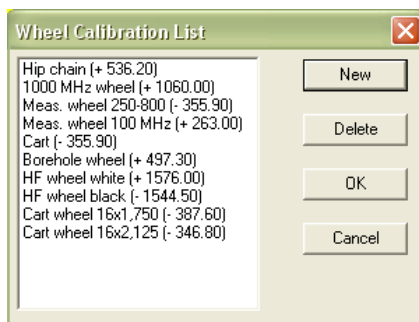 Wheel Calibration List
Hip chain (+ 536.20)
1000 MHz wheel (+ 1060.00)
Meas. wheel 250-800 (- 355.90)
Meas. wheel 100 MHz (+ 263.00)
Cart (- 355.90)
Borehole wheel (+ 497.30)
HF wheel white (+ 1576.00)
HF wheel black (- 1544.50)
Cart wheel 16x1,750 (- 387.60)
Cart wheel 16x2,125 (- 346.80)
New
Delete
OK
Cancel